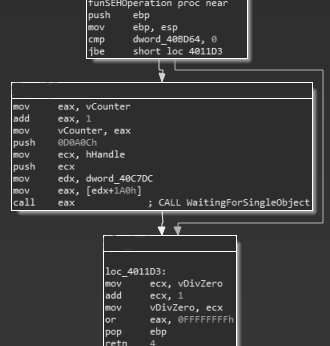 funSEHOperation proc near
push ebp
mov ebp, esp
cmp dword_40BD64, 0
jbe short loc_4011D3
mov eax, vCounter
add eax, 1
mov vCounter, eax
push 0D0A0Ch
mov ecx, hHandle
push ecx
mov edx, dword_40C7DC
mov eax, [edx+1A0h]
call eax ; CALL WaitingForSingleObject
loc_4011D3:
mov ecx, vDivZero
add ecx, 1
mov vDivZero, ecx
or eax, 0FFFFFFFFh
pop ebp
retn 4